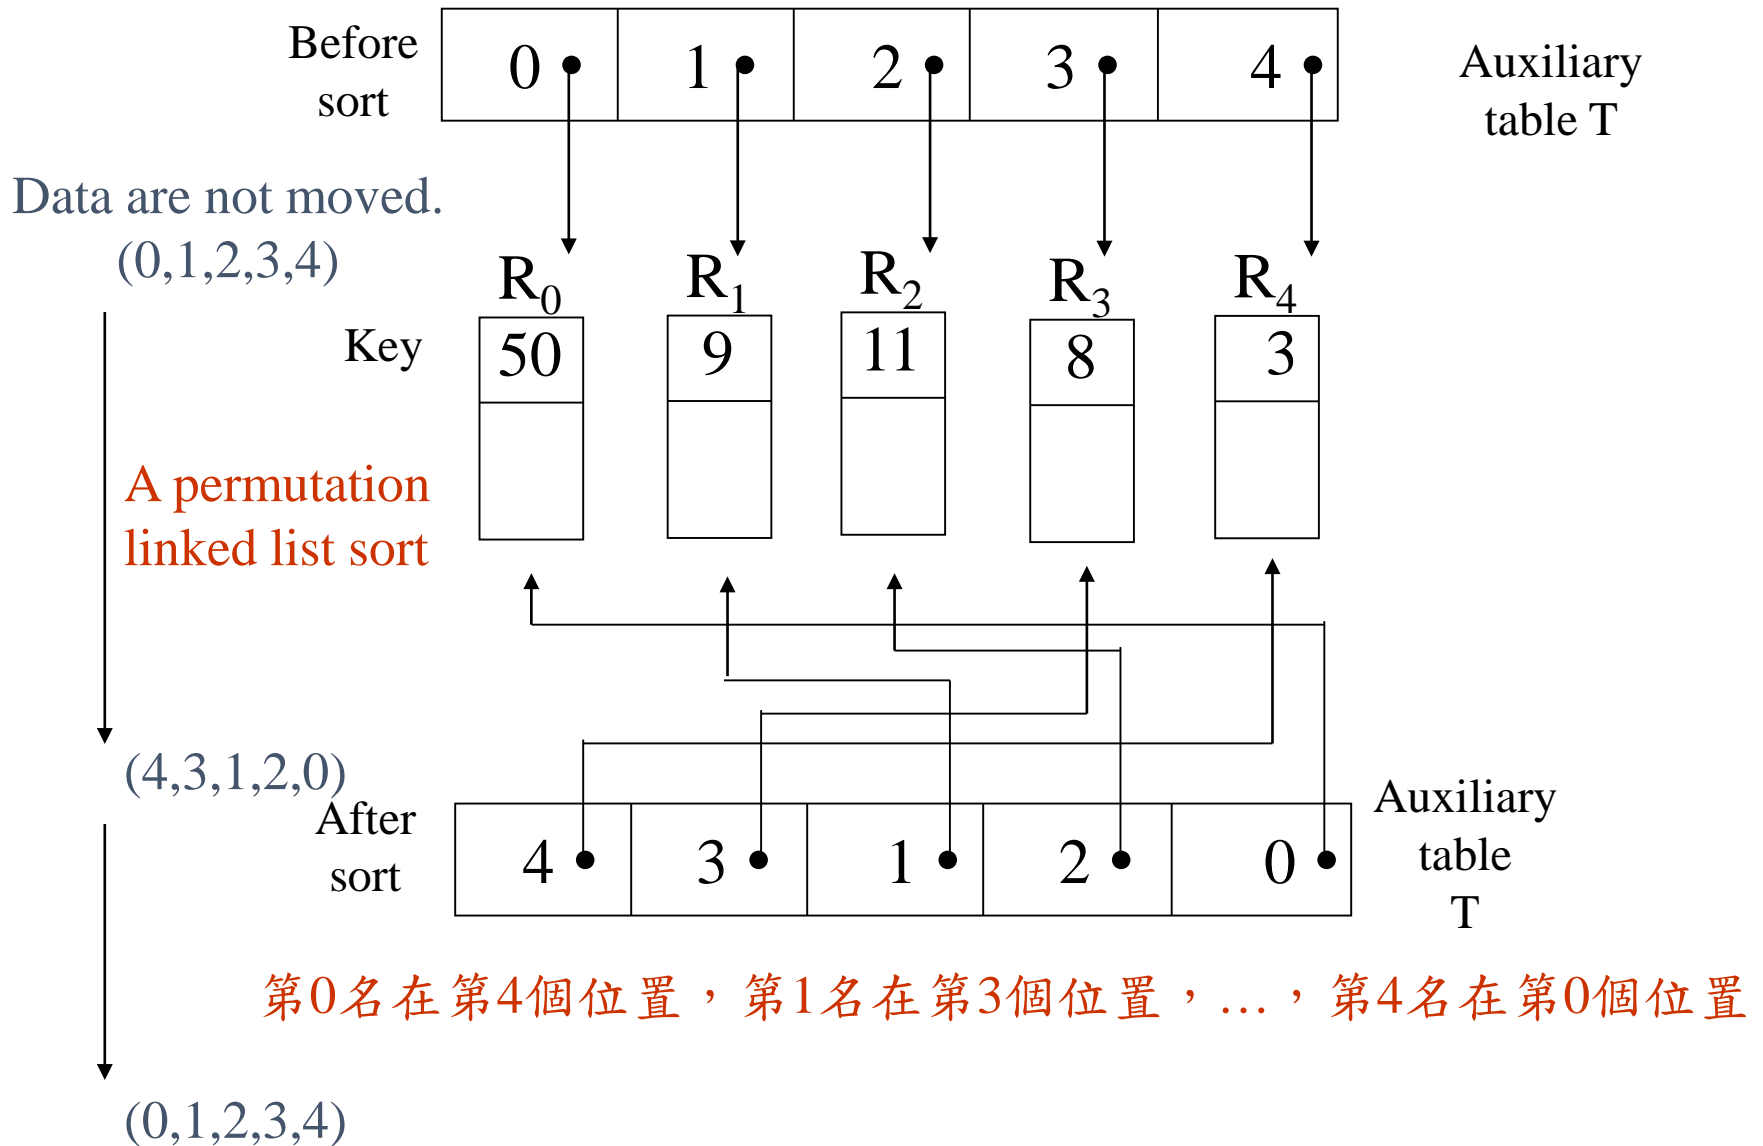 Before
sort
0 1 2 3 4
Auxiliary
table T
Data are not moved.
(0,1,2,3,4)
R0 R1 R2 R3 R4
Key
50 9 11 8 3
A permutation
linked list sort
(4,3,1,2,0)
After
sort
4 3 1 2 0
Auxiliary
table
T
第0名在第4個位置，第1名在第3個位置，…，第4名在第0個位置
(0,1,2,3,4)